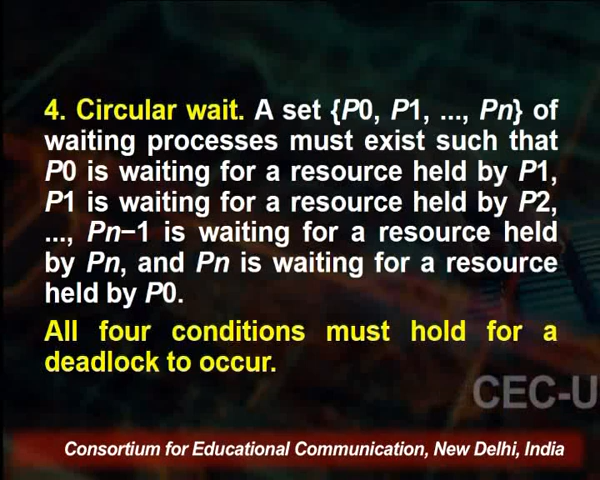 4. Circular wait. A set {P0, P1, ..., Pn} of
waiting processes must exist such that
P0 is waiting for a resource held by P1,
P1 is waiting for a resource held by P2,
..., Pn−1 is waiting for a resource held
by Pn, and Pn is waiting for a resource
held by P0.
All four conditions must hold for a
deadlock to occur.
CEC-U
Consortium for Educational Communication, New Delhi, India